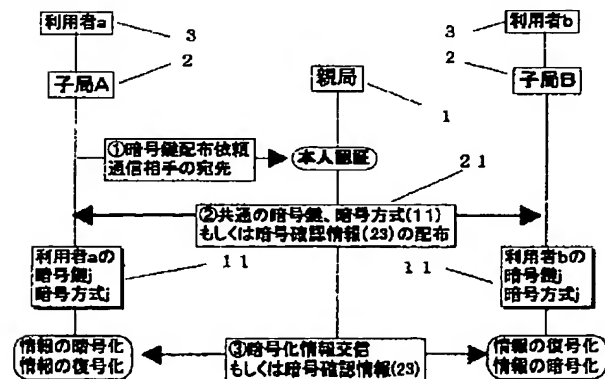 利用者a
3
2
子局A
親局
1
3
利用者b
2
子局B
①暗号鍵配布依頼
通信相手の宛先
本人認証
21
②共通の暗号鍵、暗号方式(11)
もしくは暗号確認情報(23)の配布
利用者aの
暗号鍵j
暗号方式j
11
11
利用者bの
暗号鍵j
暗号方式j
情報の暗号化
情報の復号化
③暗号化情報交信
もしくは暗号確認情報(23)
情報の復号化
情報の暗号化